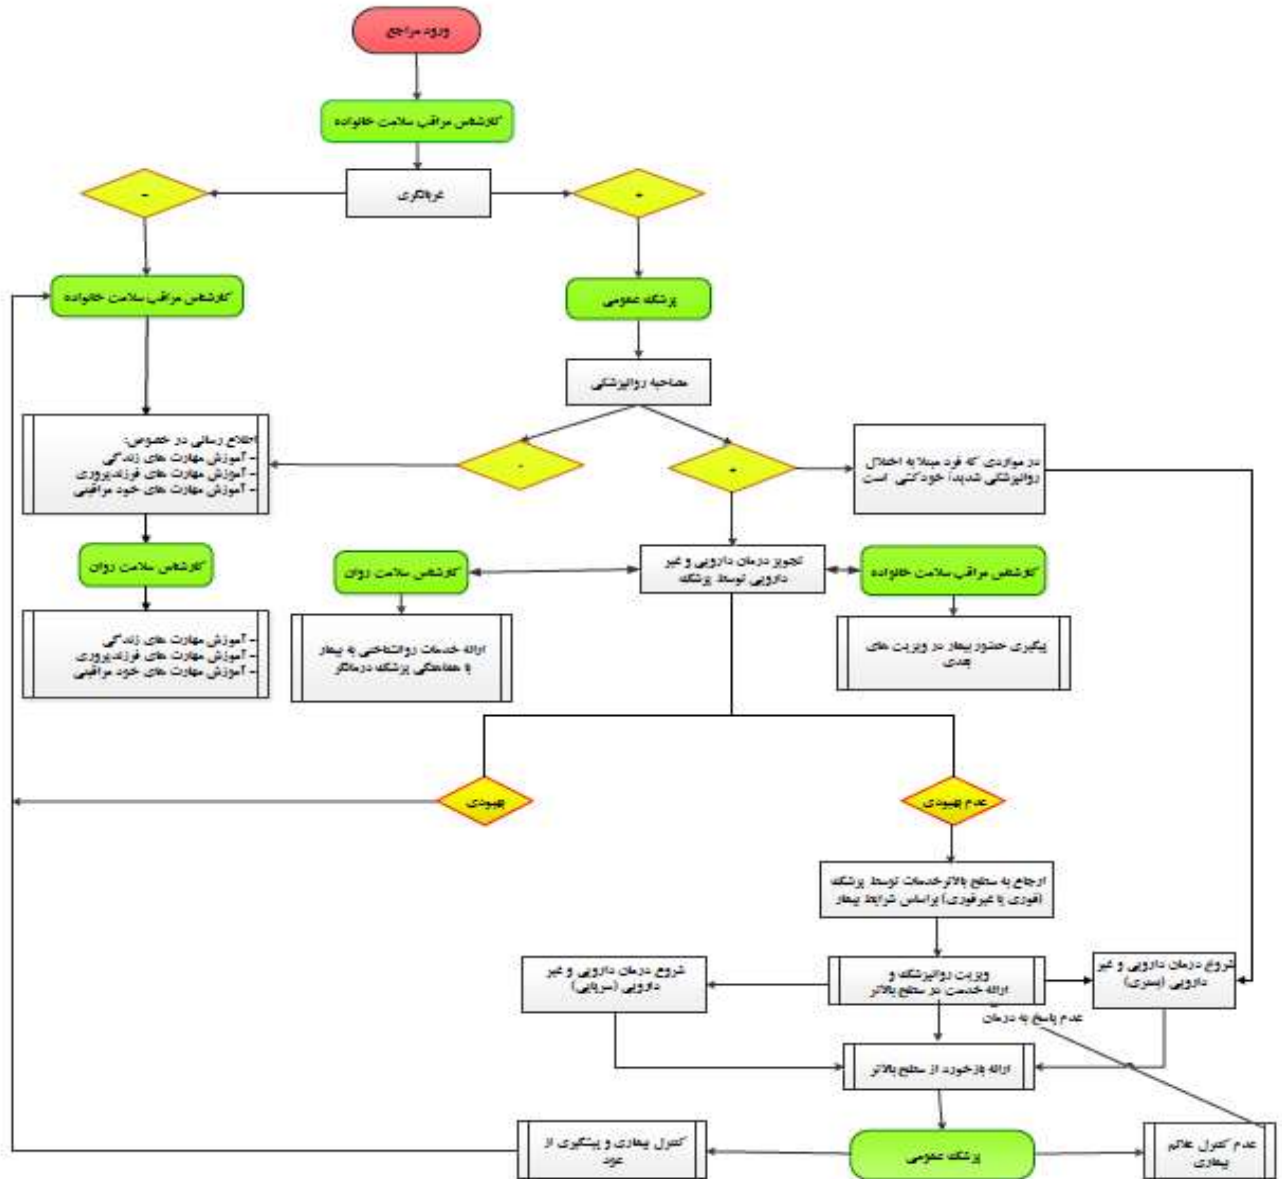 ورود مراجع
کارشناس مراقب سلامت خانواده
-
غربالگری
+
کارشناس مراقب سلامت خانواده
پزشک عمومی
مصاحبه روانپزشکی
اطلاع رسانی در خصوص:
- آموزش مهارت های زندگی
- آموزش مهارت های فرزندپروری
- آموزش مهارت های خود مراقبتی
-
+
در مواردی که فرد مبتلا به اختلال
روانپزشکی شدید/ خودکشی است
کارشناس سلامت روان
کارشناس سلامت روان
تجویز درمان دارویی و غیر
دارویی توسط پزشک
کارشناس مراقب سلامت خانواده
- آموزش مهارت های زندگی
- آموزش مهارت های فرزندپروری
- آموزش مهارت های خود مراقبتی
ارائه خدمات روانشناختی به بیمار
با هماهنگی پزشک درمانگر
پیگیری حضور بیمار در ویزیت های
بعدی
بهبودی
عدم بهبودی
ارجاع به سطح بالاتر خدمات توسط پزشک
(فوری یا غیرفوری) براساس شرایط بیمار
شروع درمان دارویی و غیر
دارویی (سرپایی)
ویزیت روانپزشک و
ارائه خدمت در سطح بالاتر
شروع درمان دارویی و غیر
دارویی (بستری)
عدم پاسخ به درمان
ارائه بازخورد از سطح بالاتر
کنترل بیماری و پیشگیری از
عود
پزشک عمومی
عدم کنترل علائم
بیماری